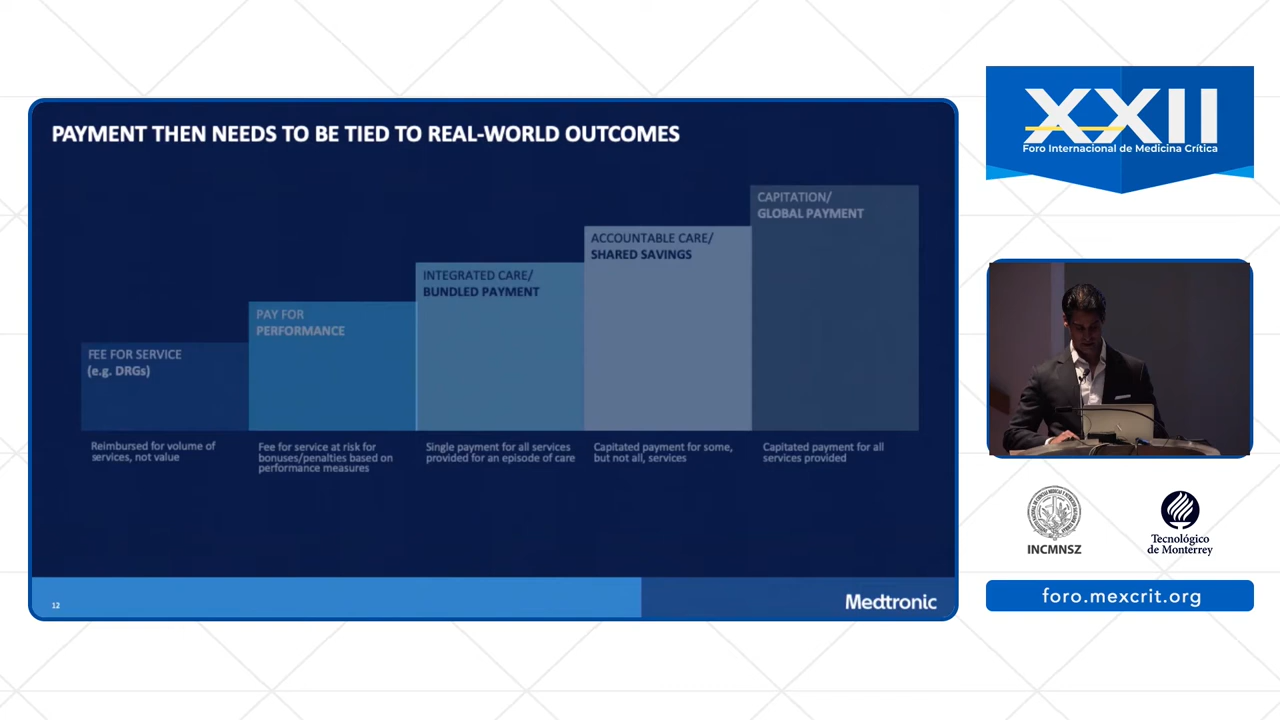 PAYMENT THEN NEEDS TO BE TIED TO REAL-WORLD OUTCOMES
FEE FOR SERVICE
(e.g. DRGs)
Reimbursed for volume of
services, not value
PAY FOR
PERFORMANCE
Fee for service at risk for
bonuses/penalties based on
performance measures
INTEGRATED CARE/
BUNDLED PAYMENT
Single payment for all services
provided for an episode of care
ACCOUNTABLE CARE/
SHARED SAVINGS
Capitated payment for some,
but not all, services
CAPITATION/
GLOBAL PAYMENT
Capitated payment for all
services provided
12
Medtronic
XXII
Foro Internacional de Medicina Crítica
INCMNSZ
Tecnológico
de Monterrey
foro.mexcrit.org